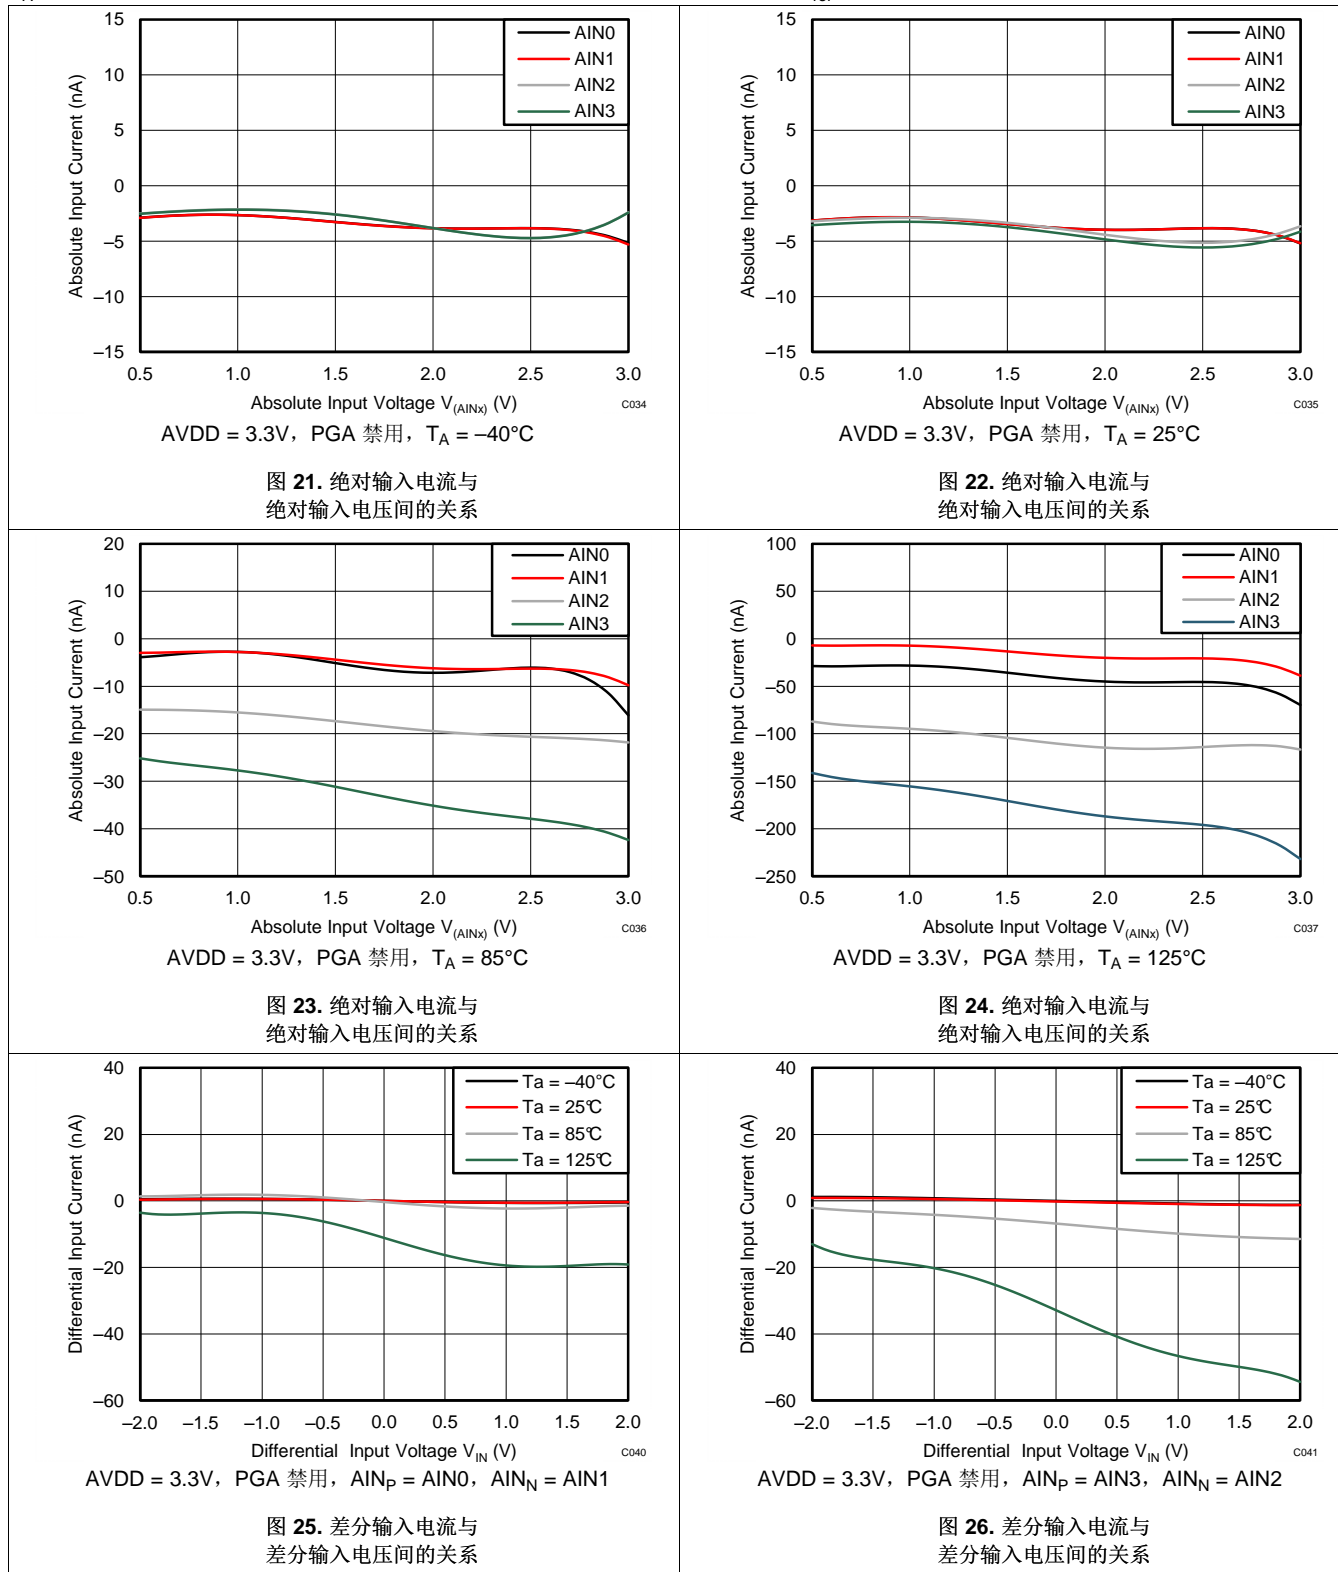 15
10
5
0
–5
–10
–15
Absolute Input Current (nA)
AIN0
AIN1
AIN2
AIN3
0.5 1.0 1.5 2.0 2.5 3.0
Absolute Input Voltage V(AINx) (V)
C034
AVDD = 3.3V，PGA 禁用，TA = –40°C
图 21. 绝对输入电流与
绝对输入电压间的关系
15
10
5
0
–5
–10
–15
Absolute Input Current (nA)
AIN0
AIN1
AIN2
AIN3
0.5 1.0 1.5 2.0 2.5 3.0
Absolute Input Voltage V(AINx) (V)
C035
AVDD = 3.3V，PGA 禁用，TA = 25°C
图 22. 绝对输入电流与
绝对输入电压间的关系
20
10
0
–10
–20
–30
–40
–50
Absolute Input Current (nA)
AIN0
AIN1
AIN2
AIN3
0.5 1.0 1.5 2.0 2.5 3.0
Absolute Input Voltage V(AINx) (V)
C036
AVDD = 3.3V，PGA 禁用，TA = 85°C
图 23. 绝对输入电流与
绝对输入电压间的关系
100
50
0
–50
–100
–150
–200
–250
Absolute Input Current (nA)
AIN0
AIN1
AIN2
AIN3
0.5 1.0 1.5 2.0 2.5 3.0
Absolute Input Voltage V(AINx) (V)
C037
AVDD = 3.3V，PGA 禁用，TA = 125°C
图 24. 绝对输入电流与
绝对输入电压间的关系
40
20
0
–20
–40
–60
Differential Input Current (nA)
Ta = –40°C
Ta = 25°C
Ta = 85°C
Ta = 125°C
–2.0 –1.5 –1.0 –0.5 0.0 0.5 1.0 1.5 2.0
Differential Input Voltage VIN (V)
C040
AVDD = 3.3V，PGA 禁用，AINP = AIN0，AINN = AIN1
图 25. 差分输入电流与
差分输入电压间的关系
40
20
0
–20
–40
–60
Differential Input Current (nA)
Ta = –40°C
Ta = 25°C
Ta = 85°C
Ta = 125°C
–2.0 –1.5 –1.0 –0.5 0.0 0.5 1.0 1.5 2.0
Differential Input Voltage VIN (V)
C041
AVDD = 3.3V，PGA 禁用，AINP = AIN3，AINN = AIN2
图 26. 差分输入电流与
差分输入电压间的关系